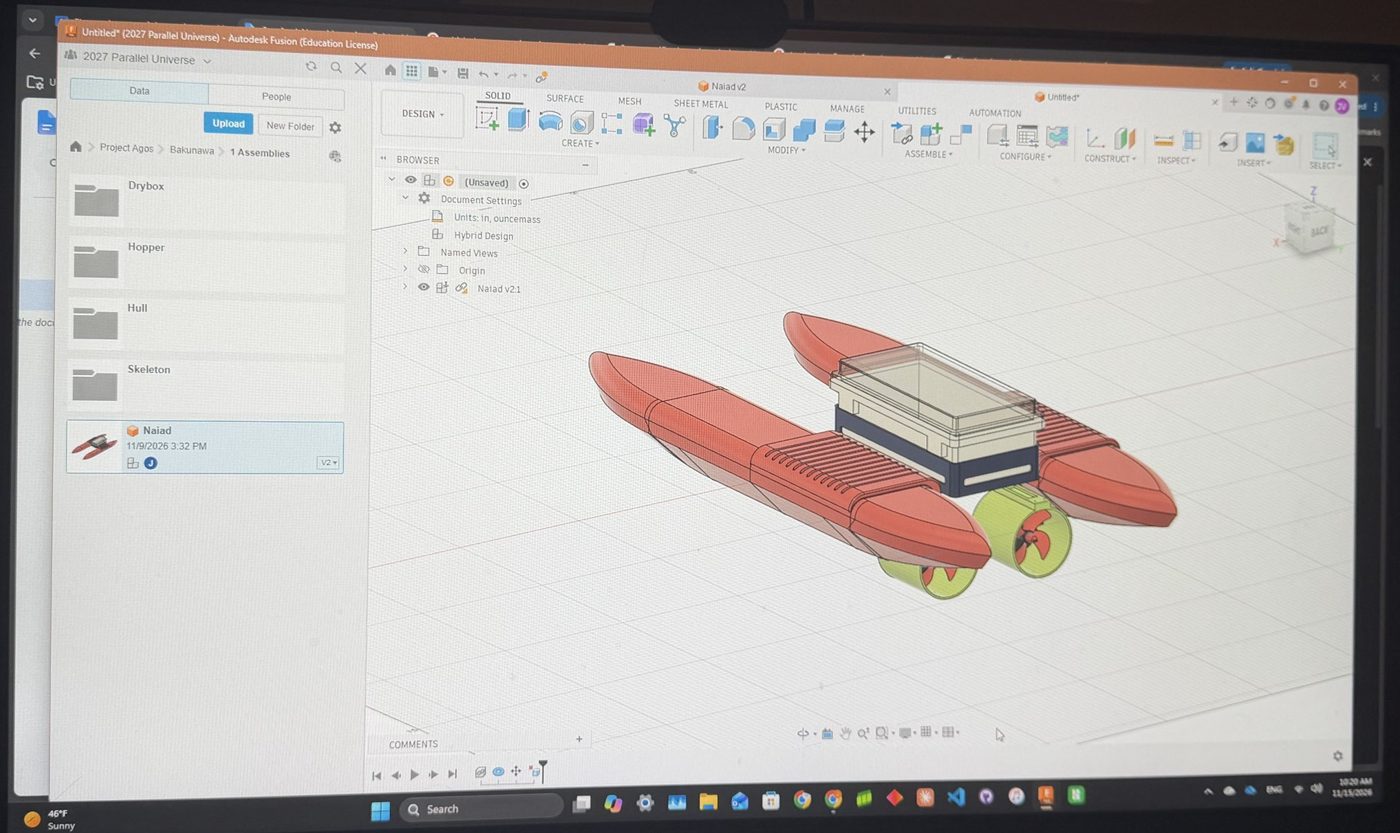 Untitled* (2027 Parallel Universe) - Autodesk Fusion (Education License)
2027 Parallel Universe
Data
People
Upload
New Folder
Project Agos > Bakunawa > 1 Assemblies
Drybox
Hopper
Hull
Skeleton
Naiad
11/9/2026 3:32 PM
J
V2
the doc
Naiad v2
Untitled*
DESIGN
SOLID
SURFACE
MESH
SHEET METAL
PLASTIC
MANAGE
UTILITIES
AUTOMATION
CREATE
MODIFY
ASSEMBLE
CONFIGURE
CONSTRUCT
INSPECT
INSERT
SELECT
BROWSER
(Unsaved)
Document Settings
Units: in, ouncemass
Hybrid Design
Named Views
Origin
Naiad v2:1
Z
BACK
X
COMMENTS
46°F
Sunny
Search
ENG
10:20 AM
11/15/2026